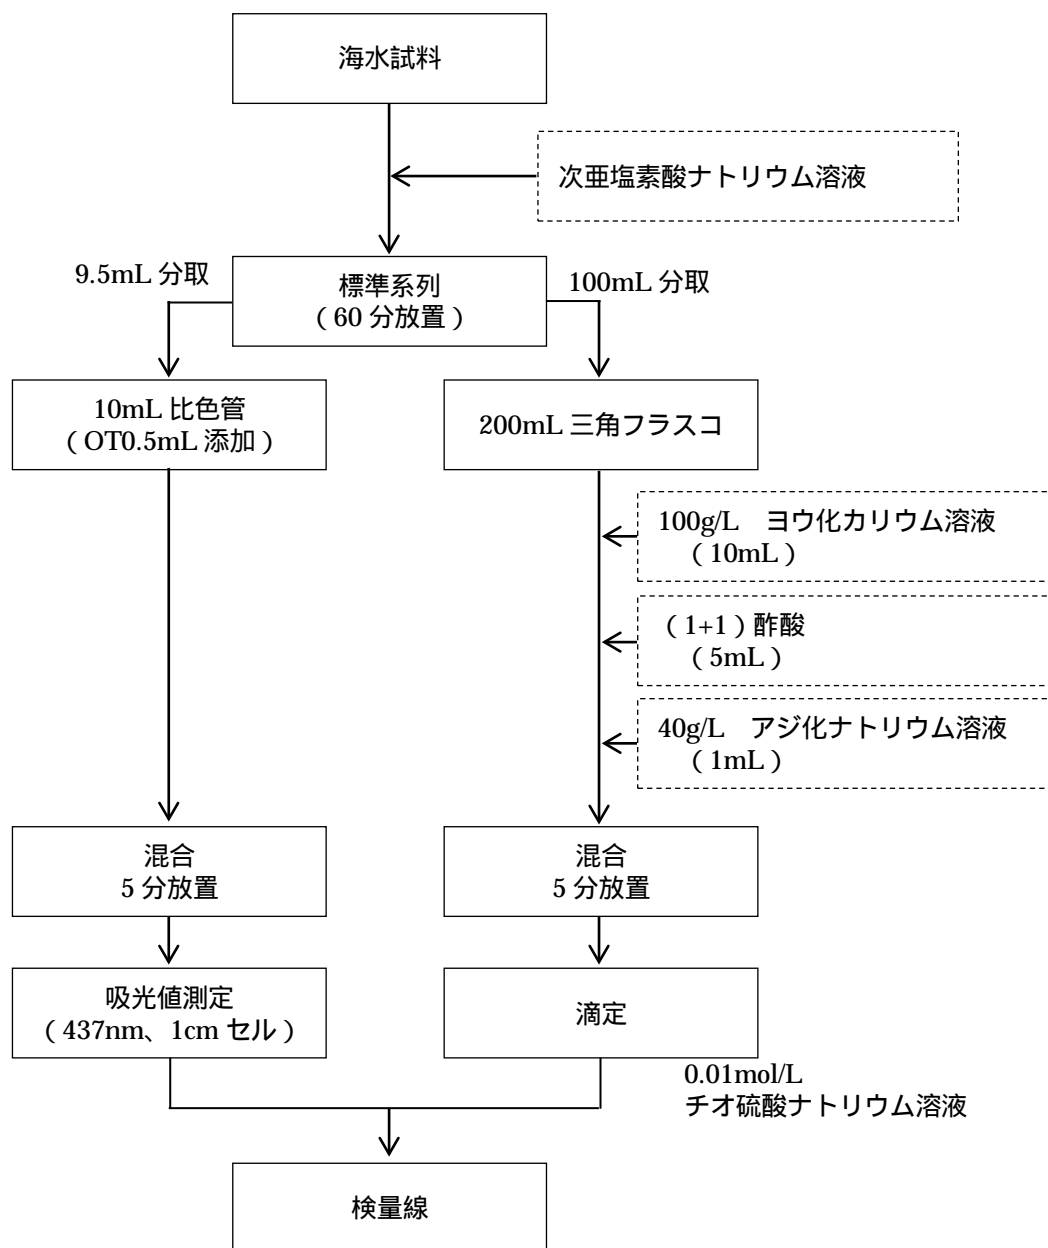 海水試料
次亜塩素酸ナトリウム溶液
9.5mL 分取
標準系列
（60 分放置）
100mL 分取
10mL 比色管
（OT0.5mL 添加）
200mL 三角フラスコ
100g/L　ヨウ化カリウム溶液
（10mL）
（1+1）酢酸
（5mL）
40g/L　アジ化ナトリウム溶液
（1mL）
混合
5 分放置
混合
5 分放置
吸光値測定
（437nm、1cm セル）
滴定
0.01mol/L
チオ硫酸ナトリウム溶液
検量線